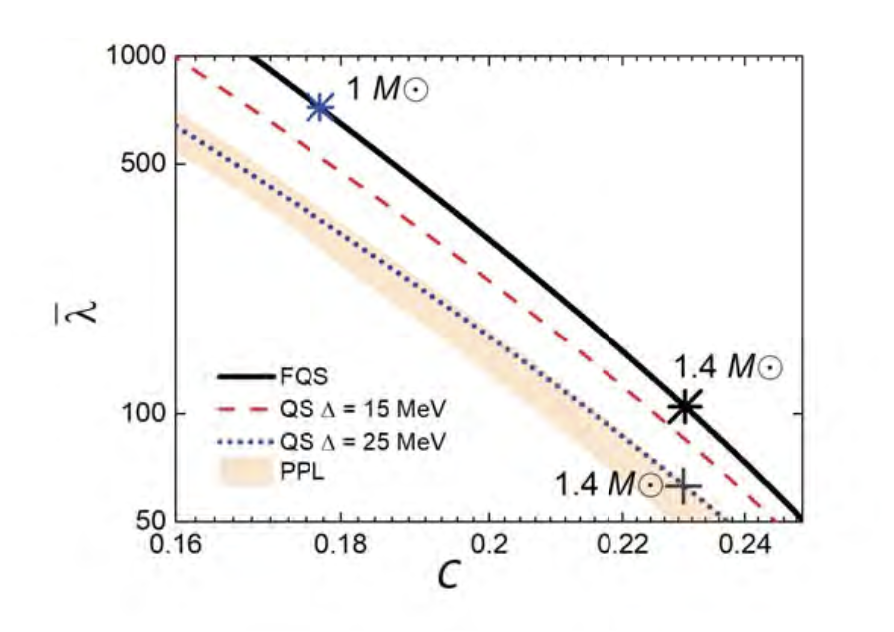 1000
500
100
50
λ̄
1 M☉
1.4 M☉
1.4 M☉
FQS
QS Δ = 15 MeV
QS Δ = 25 MeV
PPL
0.16
0.18
0.2
0.22
0.24
C